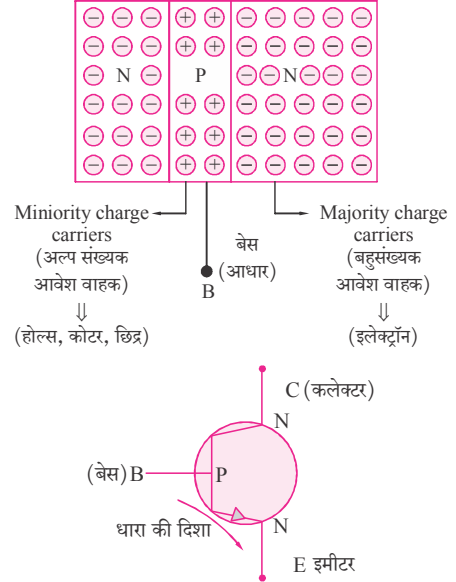 N P N
Miniority charge
carriers
(अल्प संख्यक
आवेश वाहक)
⇓
(होल्स, कोटर, छिद्र)
बेस
(आधार)
B
Majority charge
carriers
(बहुसंख्यक
आवेश वाहक)
⇓
(इलेक्ट्रॉन)
C (कलेक्टर)
N
(बेस) B
P
धारा की दिशा
N
E इमीटर